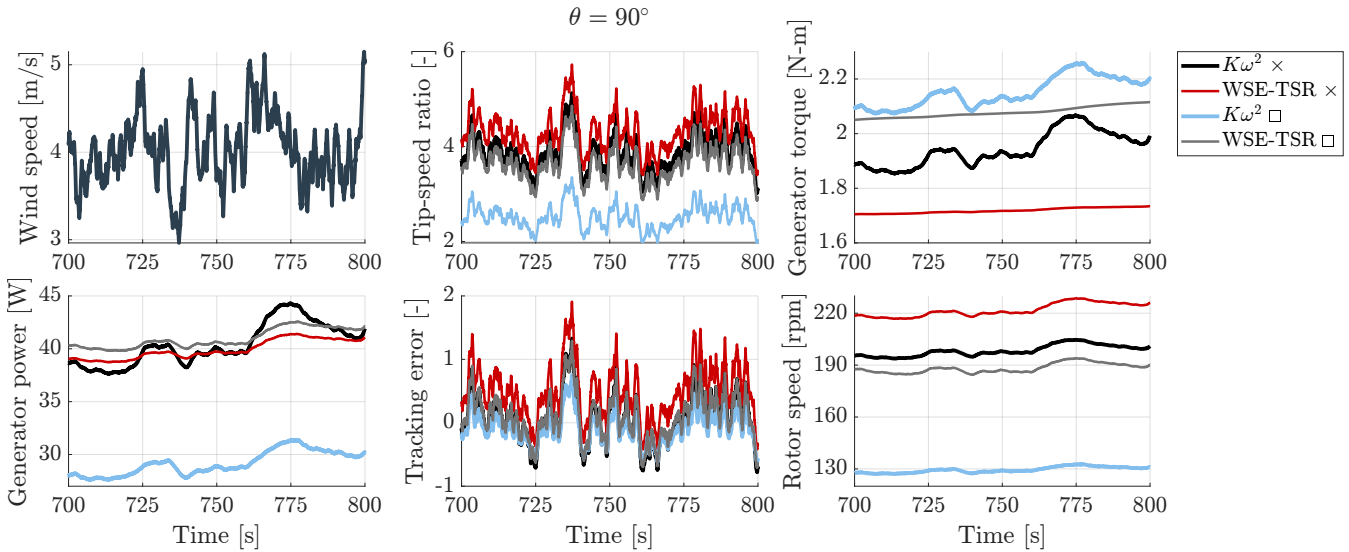 θ = 90°
Wind speed [m/s]
5
4
3
700 725 750 775 800
Tip-speed ratio [-]
6
4
2
700 725 750 775 800
Generator torque [N-m]
2.2
2
1.8
1.6
700 725 750 775 800
Kω² ×
WSE-TSR ×
Kω² □
WSE-TSR □
Generator power [W]
45
40
35
30
700 725 750 775 800
Time [s]
Tracking error [-]
2
1
0
-1
700 725 750 775 800
Time [s]
Rotor speed [rpm]
220
190
160
130
700 725 750 775 800
Time [s]